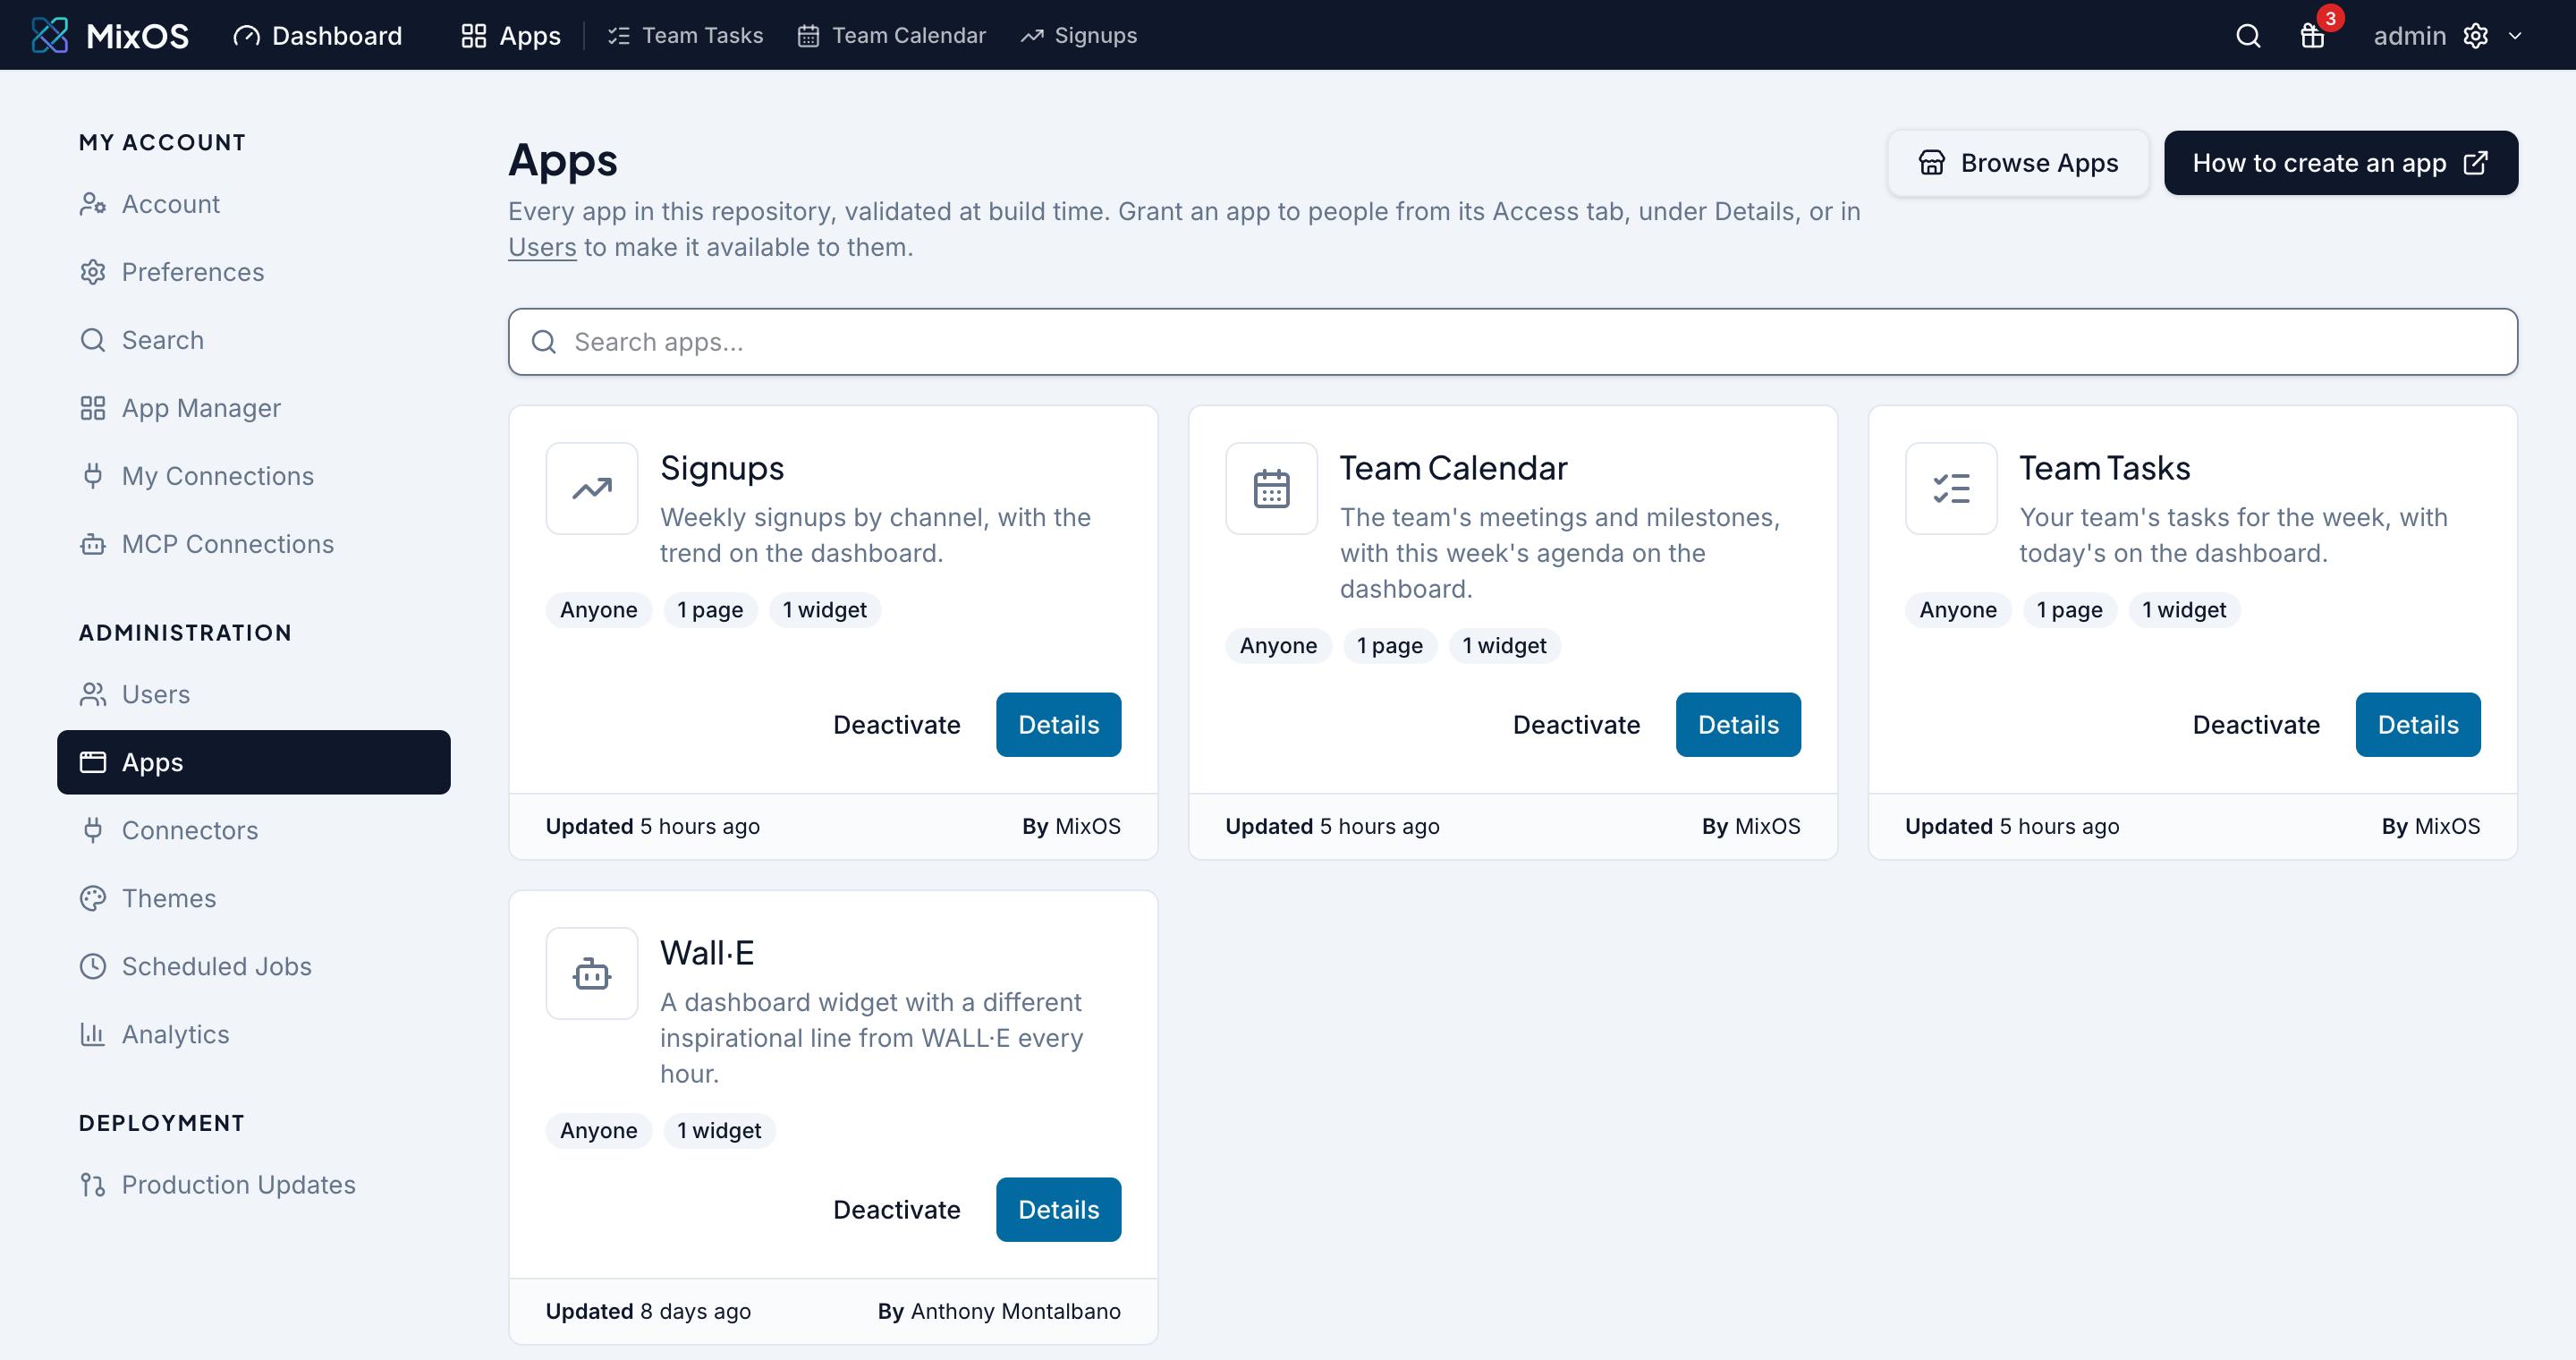 MixOS Dashboard Apps Team Tasks Team Calendar Signups 3 admin
MY ACCOUNT
Account
Preferences
Search
App Manager
My Connections
MCP Connections
ADMINISTRATION
Users
Apps
Connectors
Themes
Scheduled Jobs
Analytics
DEPLOYMENT
Production Updates
Apps
Browse Apps
How to create an app
Every app in this repository, validated at build time. Grant an app to people from its Access tab, under Details, or in
Users to make it available to them.
Search apps...
Signups
Weekly signups by channel, with the
trend on the dashboard.
Anyone 1 page 1 widget
Deactivate Details
Updated 5 hours ago By MixOS
Team Calendar
The team's meetings and milestones,
with this week's agenda on the
dashboard.
Anyone 1 page 1 widget
Deactivate Details
Updated 5 hours ago By MixOS
Team Tasks
Your team's tasks for the week, with
today's on the dashboard.
Anyone 1 page 1 widget
Deactivate Details
Updated 5 hours ago By MixOS
Wall·E
A dashboard widget with a different
inspirational line from WALL·E every
hour.
Anyone 1 widget
Deactivate Details
Updated 8 days ago By Anthony Montalbano